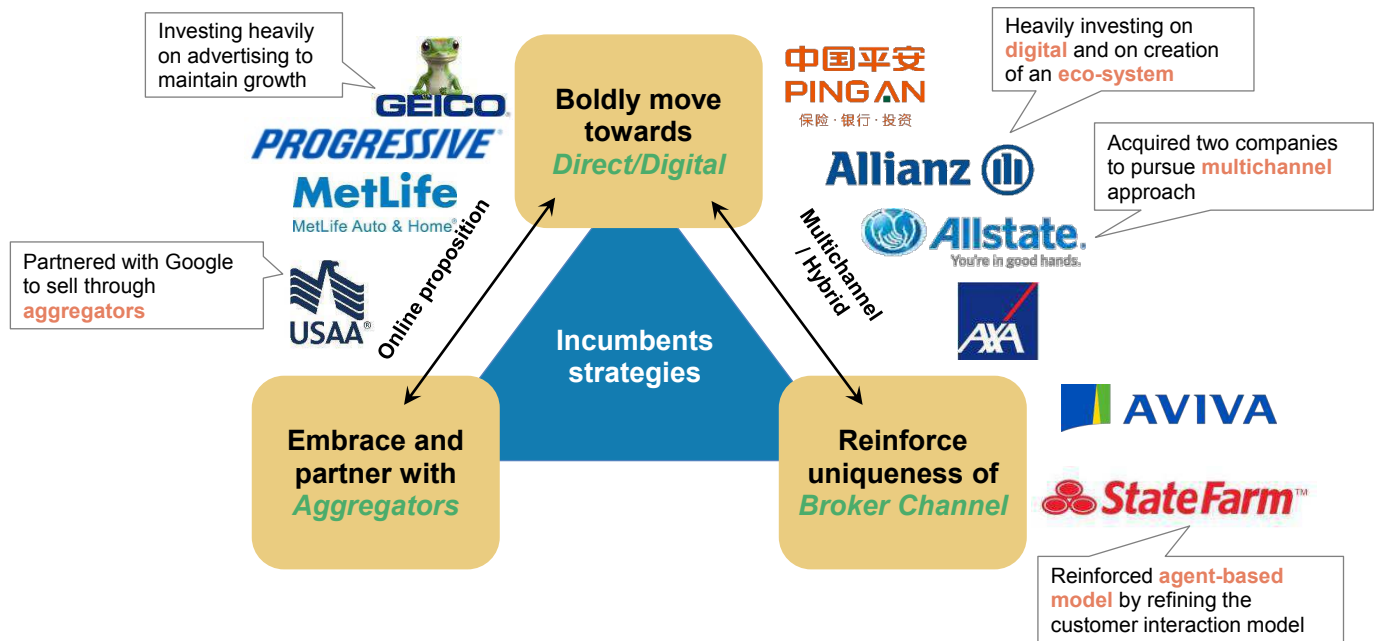 Investing heavily
on advertising to
maintain growth
GEICO®
PROGRESSIVE®
MetLife
MetLife Auto & Home®
Partnered with Google
to sell through
aggregators
USAA®
Online proposition
Boldly move
towards
Direct/Digital
中国平安
PING AN
保险·银行·投资
Heavily investing on
digital and on creation
of an eco-system
Allianz
Acquired two companies
to pursue multichannel
approach
Allstate.
You're in good hands.
Multichannel
/ Hybrid
AXA
Incumbents
strategies
Embrace and
partner with
Aggregators
Reinforce
uniqueness of
Broker Channel
AVIVA
StateFarm™
Reinforced agent-based
model by refining the
customer interaction model